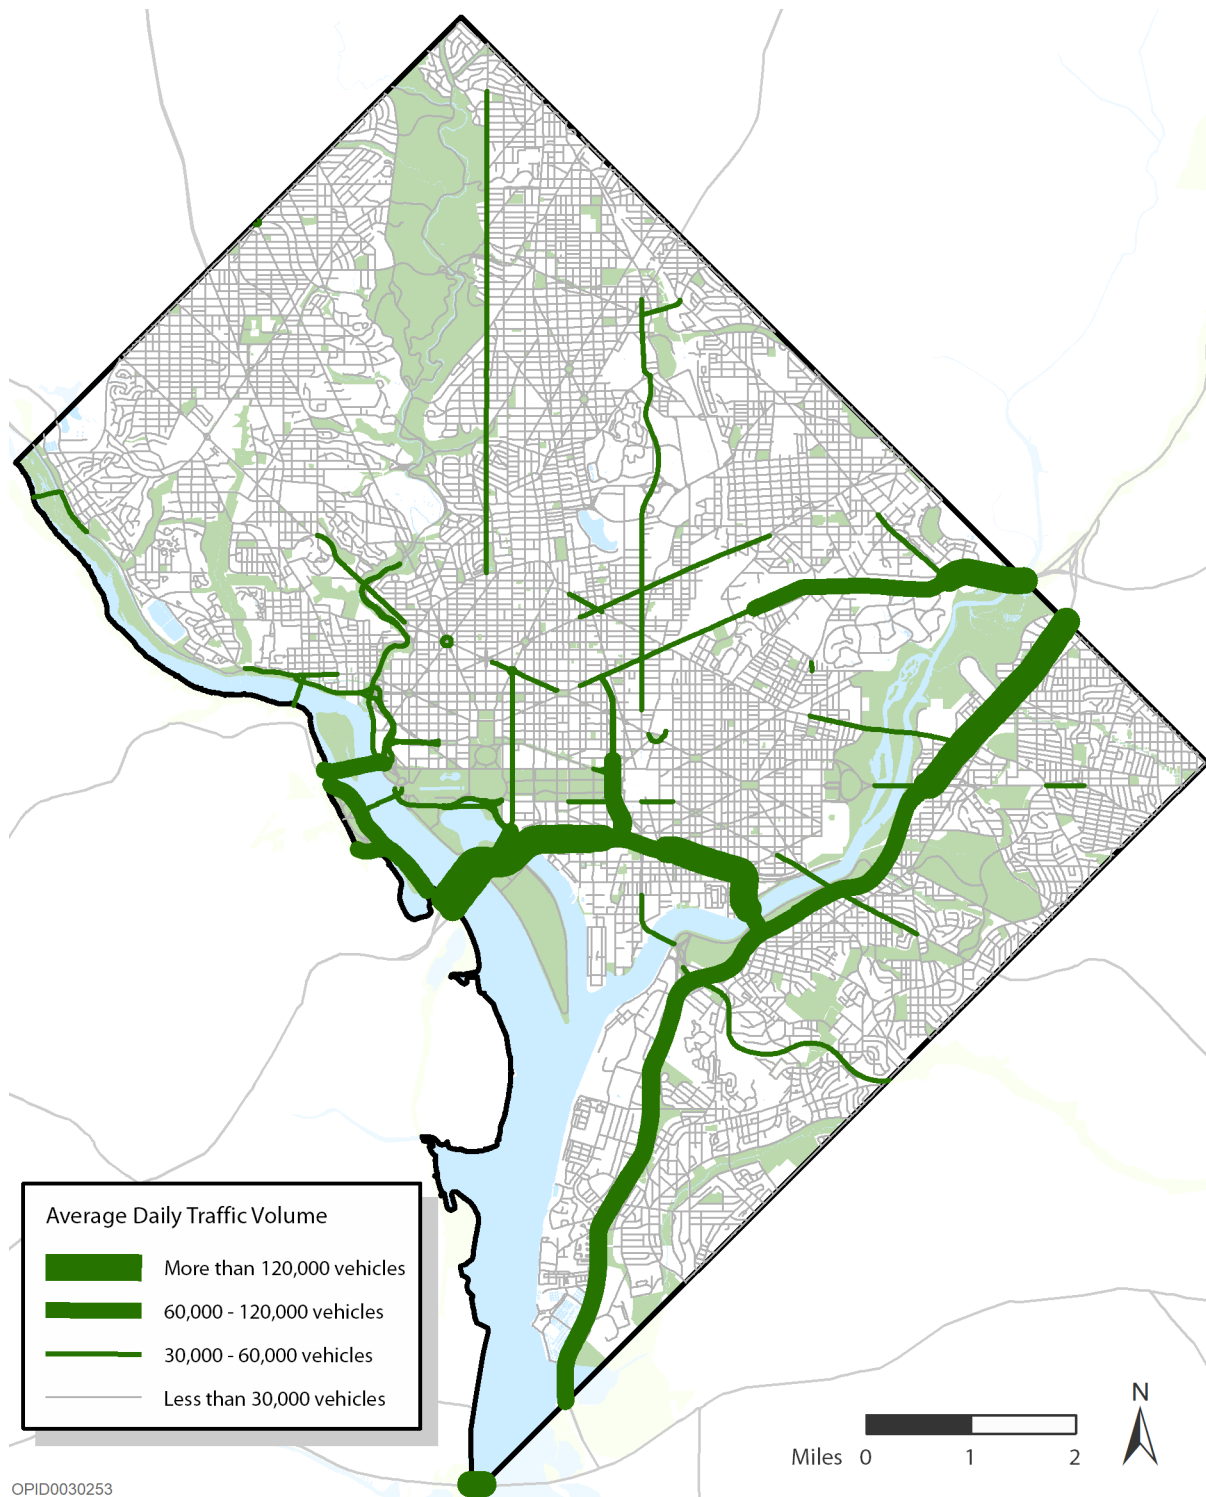 Average Daily Traffic Volume
More than 120,000 vehicles
60,000 - 120,000 vehicles
30,000 - 60,000 vehicles
Less than 30,000 vehicles
N
Miles 0 1 2
OPID0030253